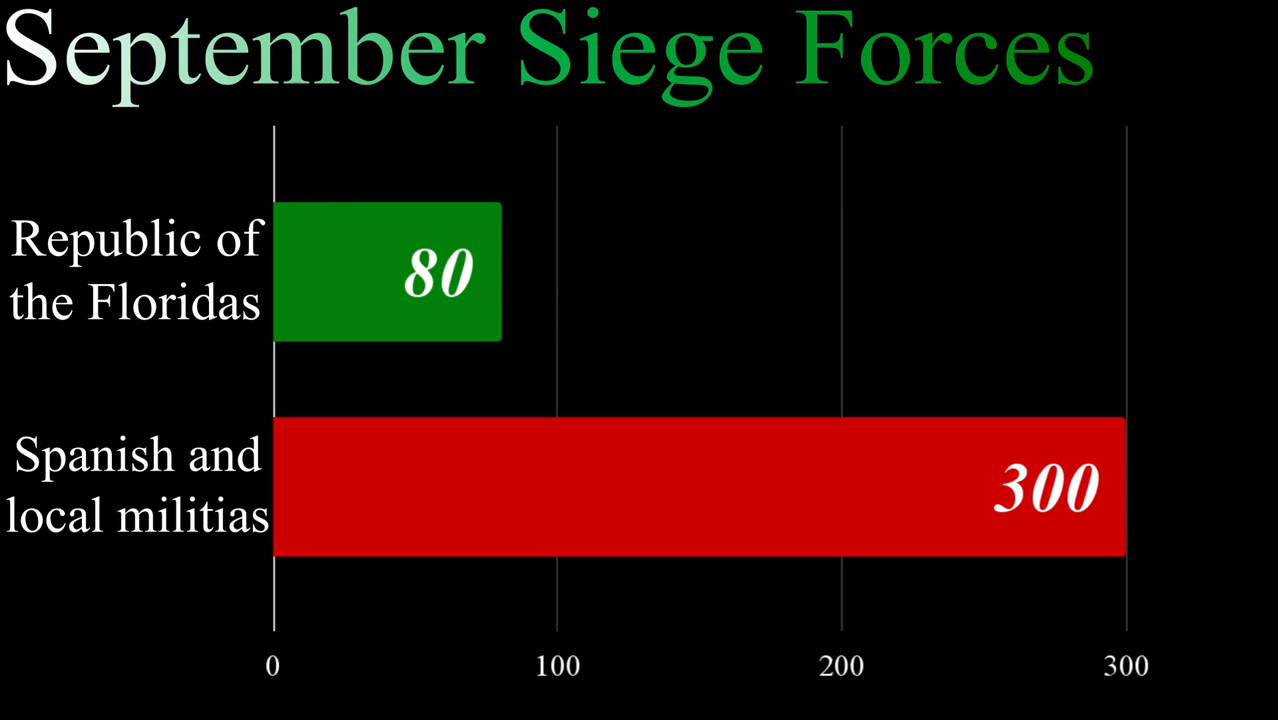 September Siege Forces
Republic of
the Floridas
80
Spanish and
local militias
300
0 100 200 300